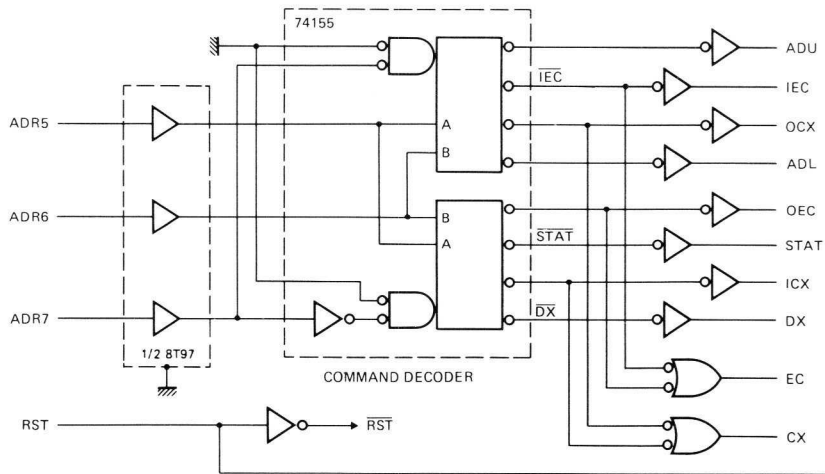 74155
ADU
IEC
IEC
ADR5
A
OCX
B
ADL
ADR6
B
OEC
A
STAT
STAT
ICX
ADR7
DX
DX
1/2 8T97
COMMAND DECODER
EC
RST
RST
CX